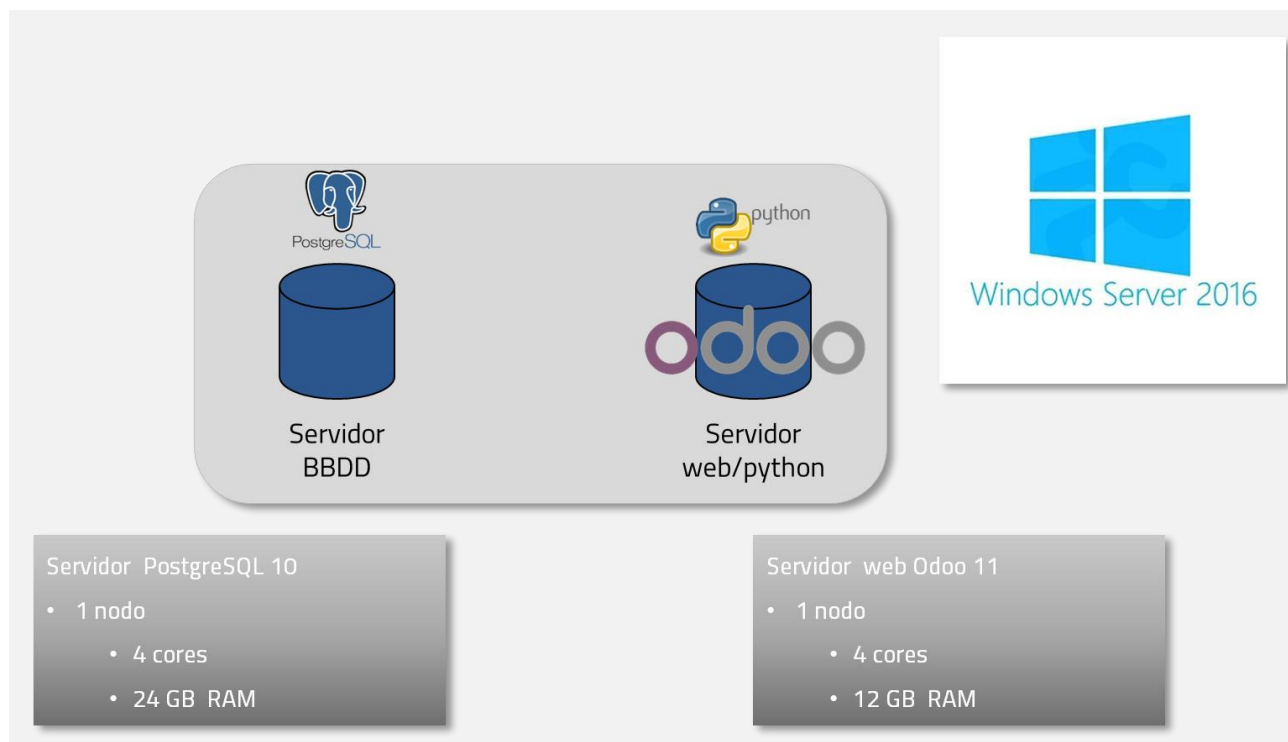 PostgreSQL
python
Windows Server 2016
odoo
Servidor
BBDD
Servidor
web/python
Servidor PostgreSQL 10
• 1 nodo
• 4 cores
• 24 GB RAM
Servidor web Odoo 11
• 1 nodo
• 4 cores
• 12 GB RAM